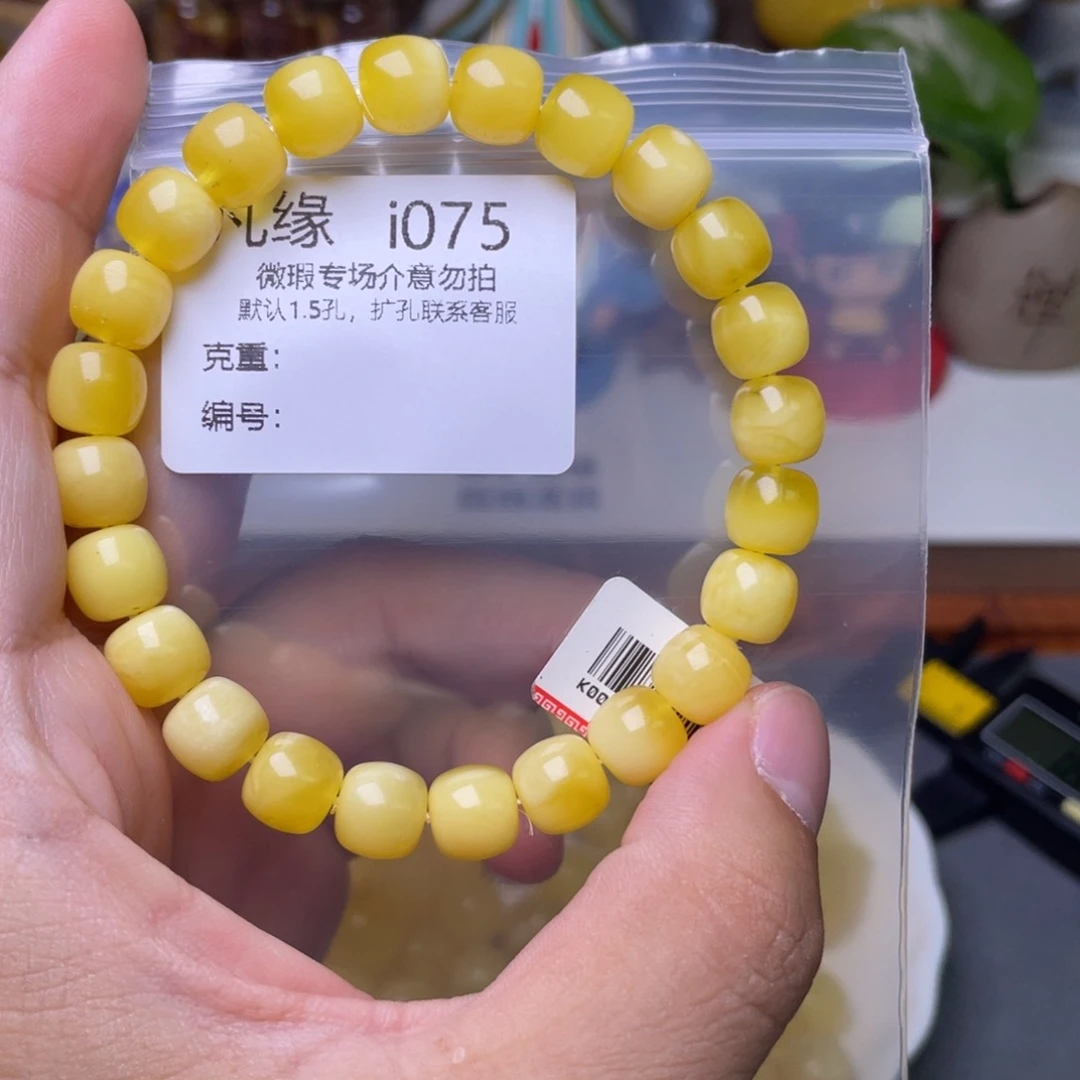 缘 i075
微瑕专场介意勿拍
默认1.5孔，扩孔联系客服
克重：
编号：
K00